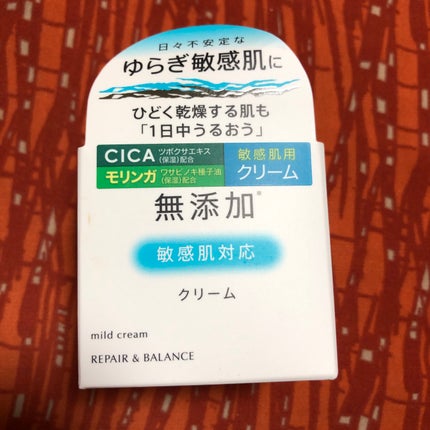 日々不安定な
ゆらぎ敏感肌に
ひどく乾燥する肌も
「1日中うるおう」
CICA ツボクサエキス（保湿）配合
モリンガ ワサビノキ種子油（保湿）配合
敏感肌用
クリーム
無添加*
敏感肌対応
クリーム
mild cream
REPAIR & BALANCE